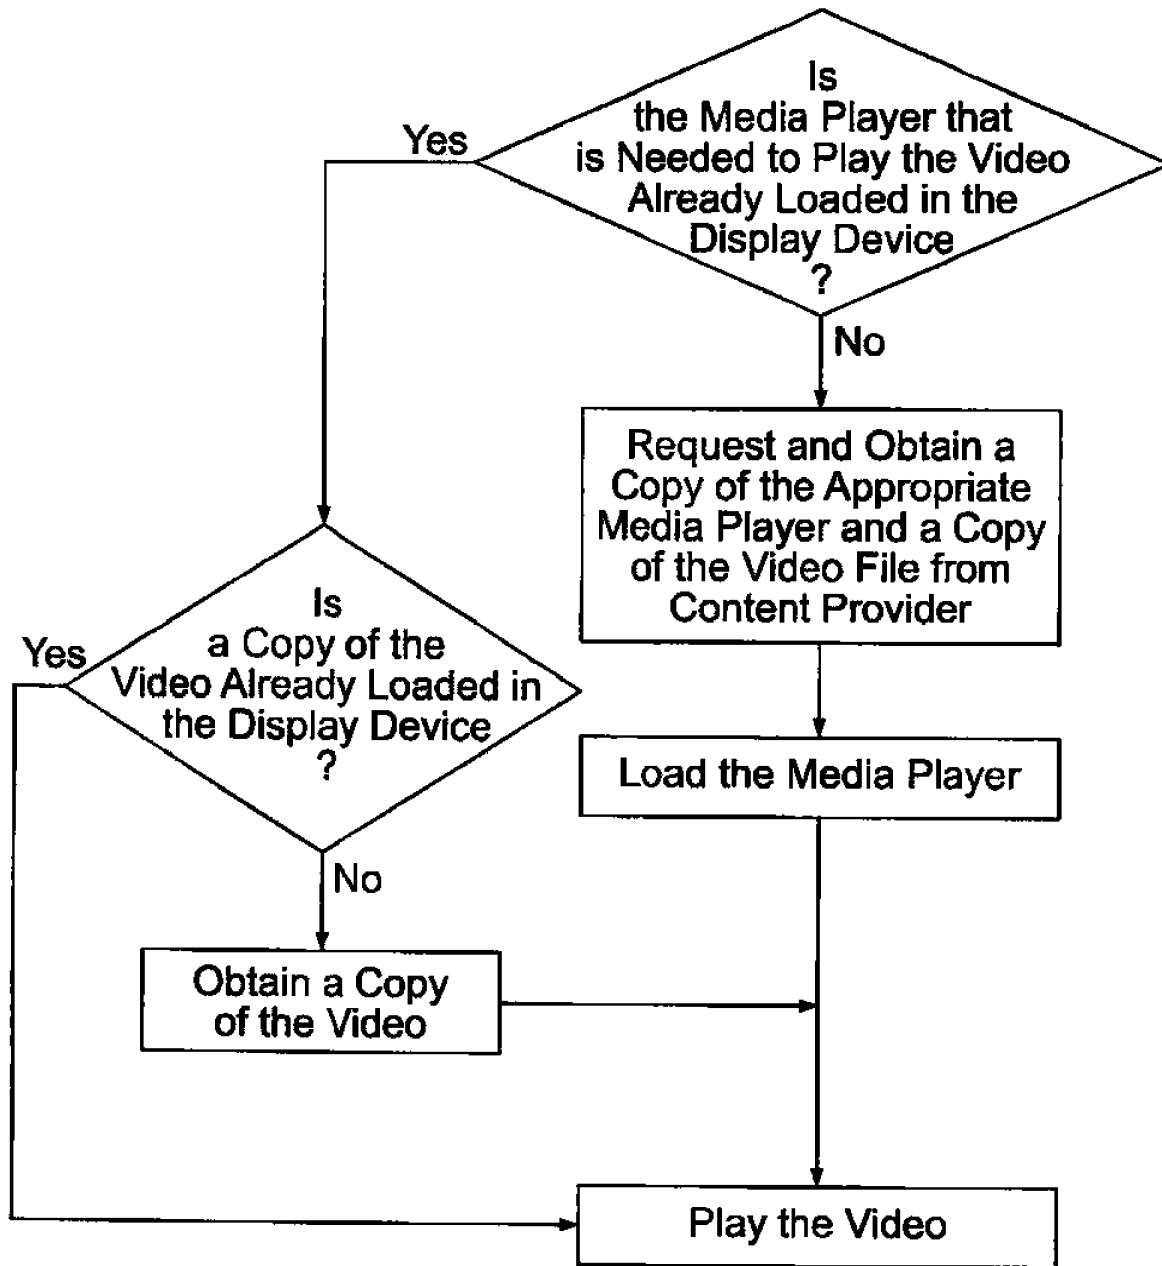 Is
the Media Player that
is Needed to Play the Video
Already Loaded in the
Display Device
?
Yes
No
Request and Obtain a
Copy of the Appropriate
Media Player and a Copy
of the Video File from
Content Provider
Is
a Copy of the
Video Already Loaded in
the Display Device
?
Yes
Load the Media Player
No
Obtain a Copy
of the Video
Play the Video